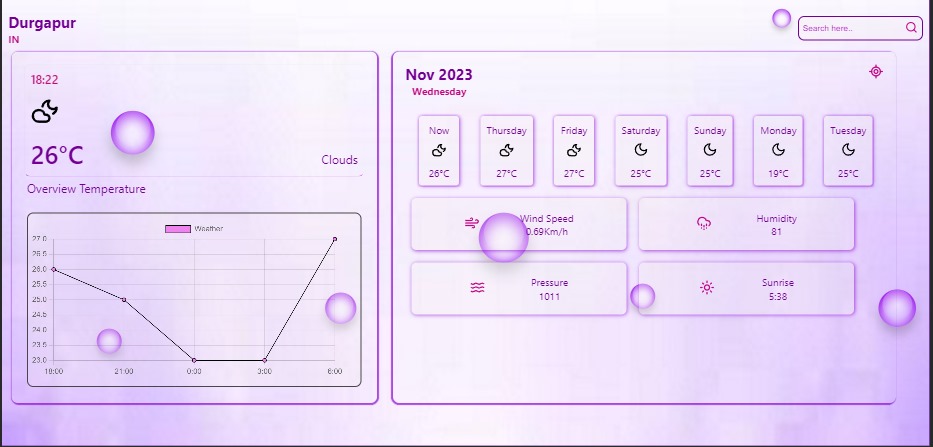 Durgapur
IN
Search here..
18:22
26°C
Clouds
Overview Temperature
Weather
27.0
26.5
26.0
25.5
25.0
24.5
24.0
23.5
23.0
18:00 21:00 0:00 3:00 6:00
Nov 2023
Wednesday
Now Thursday Friday Saturday Sunday Monday Tuesday
26°C 27°C 27°C 25°C 25°C 19°C 25°C
Wind Speed
0.69Km/h
Humidity
81
Pressure
1011
Sunrise
5:38